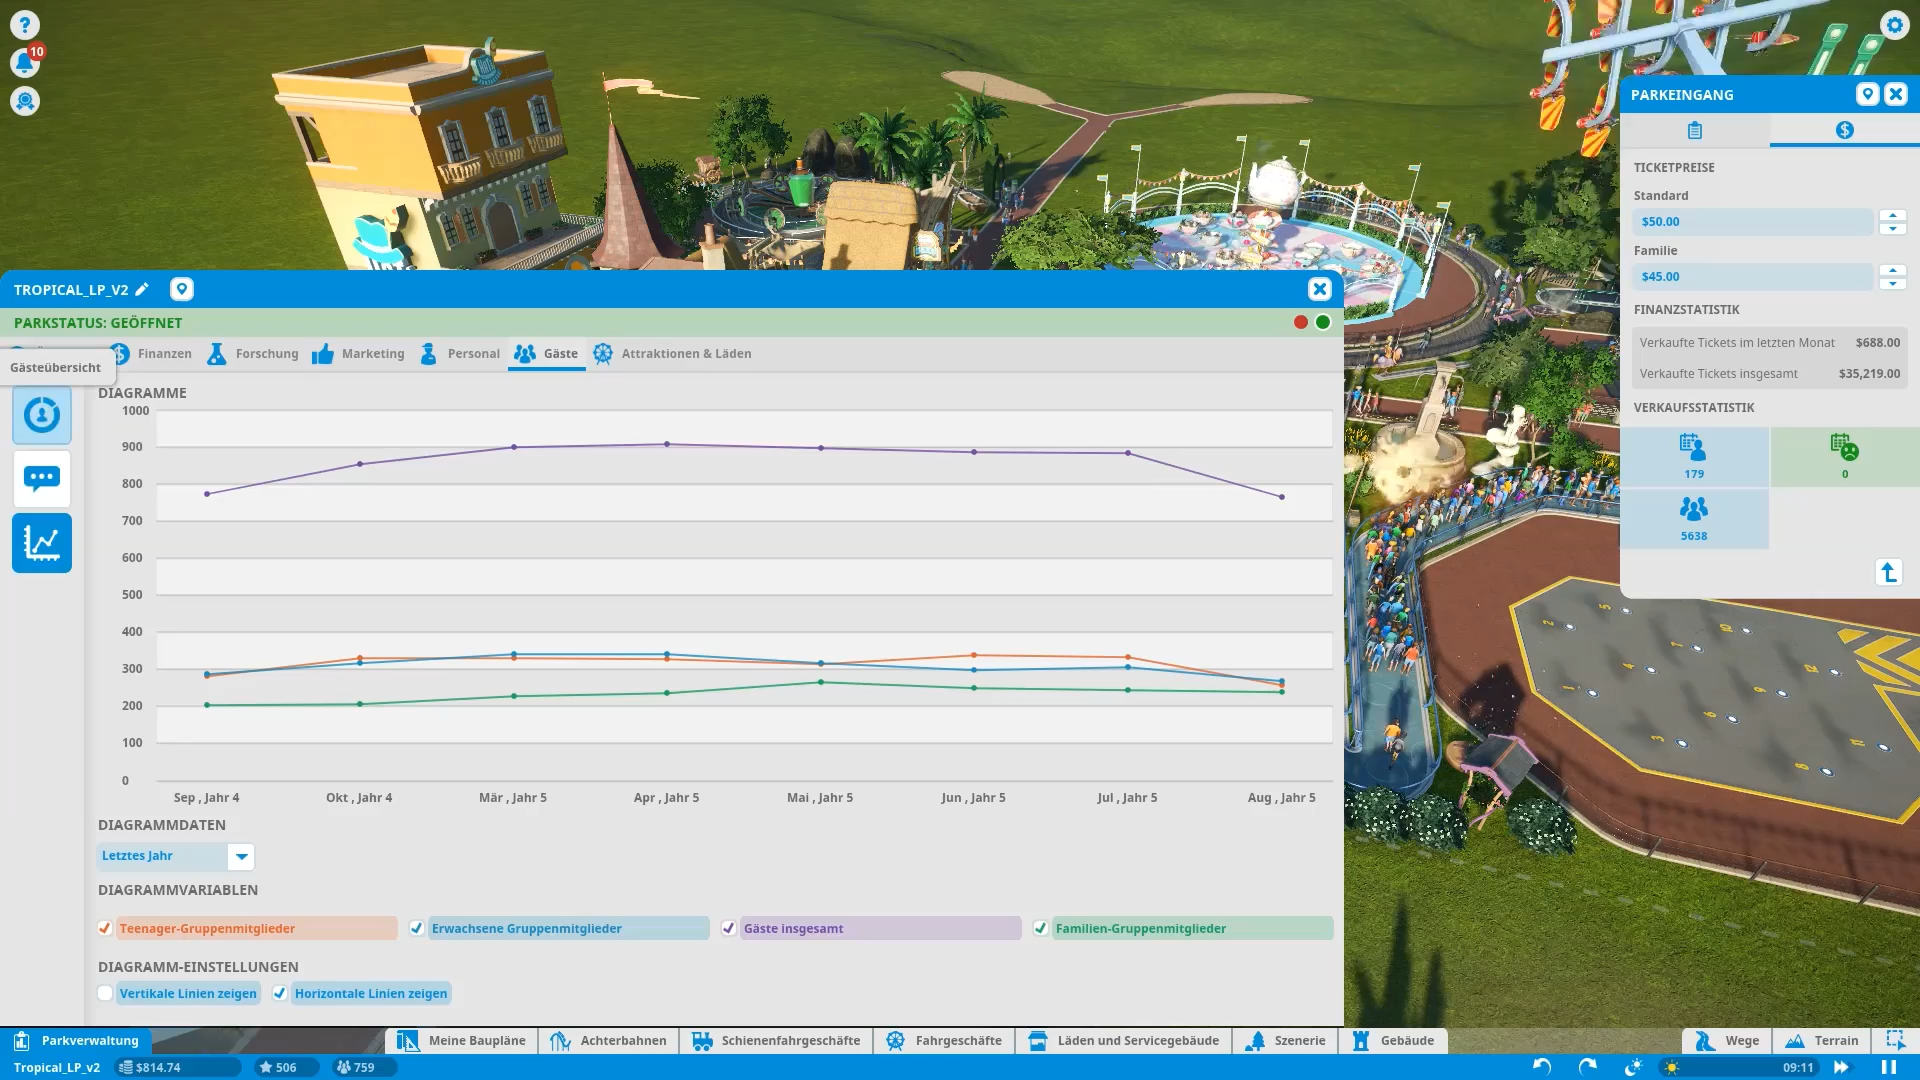 ?
10
PARKEINGANG
TICKETPREISE
Standard
$50.00
Familie
$45.00
FINANZSTATISTIK
Verkaufte Tickets im letzten Monat $688.00
Verkaufte Tickets insgesamt $35,219.00
VERKAUFSSTATISTIK
179
0
5638
TROPICAL_LP_V2
PARKSTATUS: GEÖFFNET
Finanzen
Forschung
Marketing
Personal
Gäste
Attraktionen & Läden
Gästeübersicht
DIAGRAMME
1000
900
800
700
600
500
400
300
200
100
0
Sep , Jahr 4
Okt , Jahr 4
Mär, Jahr 5
Apr , Jahr 5
Mai , Jahr 5
Jun , Jahr 5
Jul , Jahr 5
Aug , Jahr 5
DIAGRAMMDATEN
Letztes Jahr
DIAGRAMMVARIABLEN
Teenager-Gruppenmitglieder
Erwachsene Gruppenmitglieder
Gäste insgesamt
Familien-Gruppenmitglieder
DIAGRAMM-EINSTELLUNGEN
Vertikale Linien zeigen
Horizontale Linien zeigen
Parkverwaltung
Meine Baupläne
Achterbahnen
Schienenfahrgeschäfte
Fahrgeschäfte
Läden und Servicegebäude
Szenerie
Gebäude
Wege
Terrain
Tropical_LP_v2
$814.74
506
759
09:11